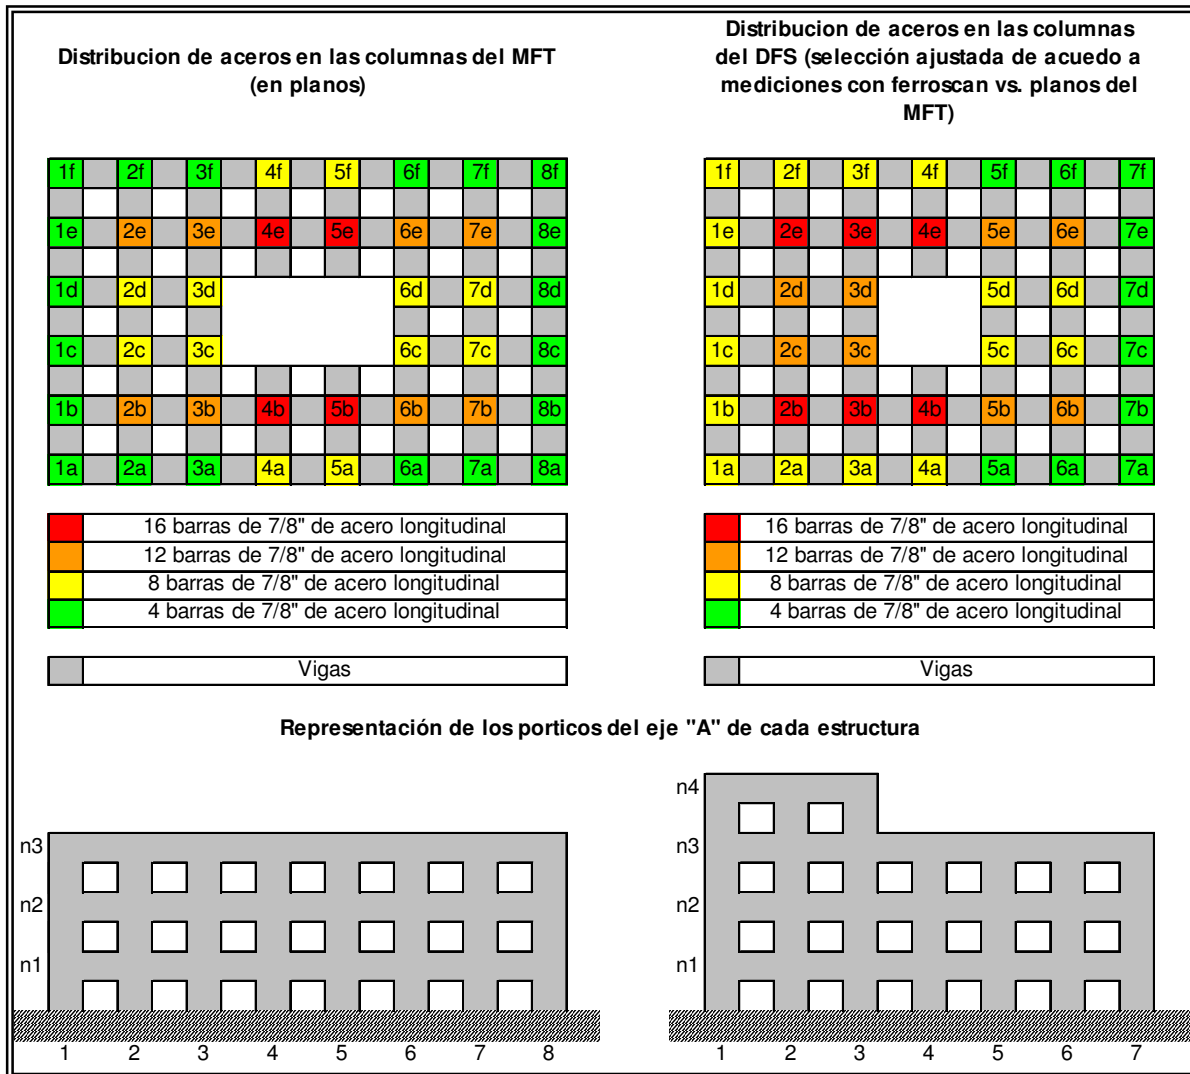 Distribucion de aceros en las columnas del MFT
(en planos)
Distribucion de aceros en las columnas
del DFS (selección ajustada de acuedo a
mediciones con ferroscan vs. planos del
MFT)
1f 2f 3f 4f 5f 6f 7f 8f
1e 2e 3e 4e 5e 6e 7e 8e
1d 2d 3d 6d 7d 8d
1c 2c 3c 6c 7c 8c
1b 2b 3b 4b 5b 6b 7b 8b
1a 2a 3a 4a 5a 6a 7a 8a
1f 2f 3f 4f 5f 6f 7f
1e 2e 3e 4e 5e 6e 7e
1d 2d 3d 5d 6d 7d
1c 2c 3c 5c 6c 7c
1b 2b 3b 4b 5b 6b 7b
1a 2a 3a 4a 5a 6a 7a
16 barras de 7/8" de acero longitudinal
12 barras de 7/8" de acero longitudinal
8 barras de 7/8" de acero longitudinal
4 barras de 7/8" de acero longitudinal
Vigas
16 barras de 7/8" de acero longitudinal
12 barras de 7/8" de acero longitudinal
8 barras de 7/8" de acero longitudinal
4 barras de 7/8" de acero longitudinal
Vigas
Representación de los porticos del eje "A" de cada estructura
n3
n2
n1
1 2 3 4 5 6 7 8
n4
n3
n2
n1
1 2 3 4 5 6 7